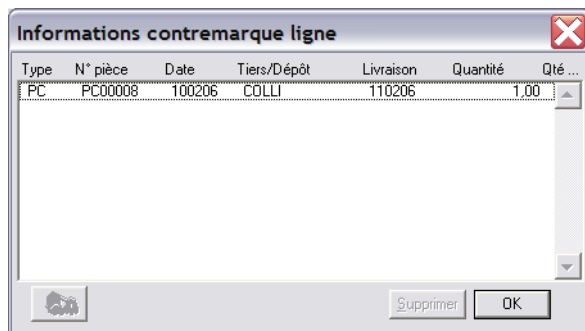 Informations contremarque ligne
Type N° pièce Date Tiers/Dépôt Livraison Quantité Qté ...
PC PC00008 100206 COLLI 110206 1,00
Supprimer OK